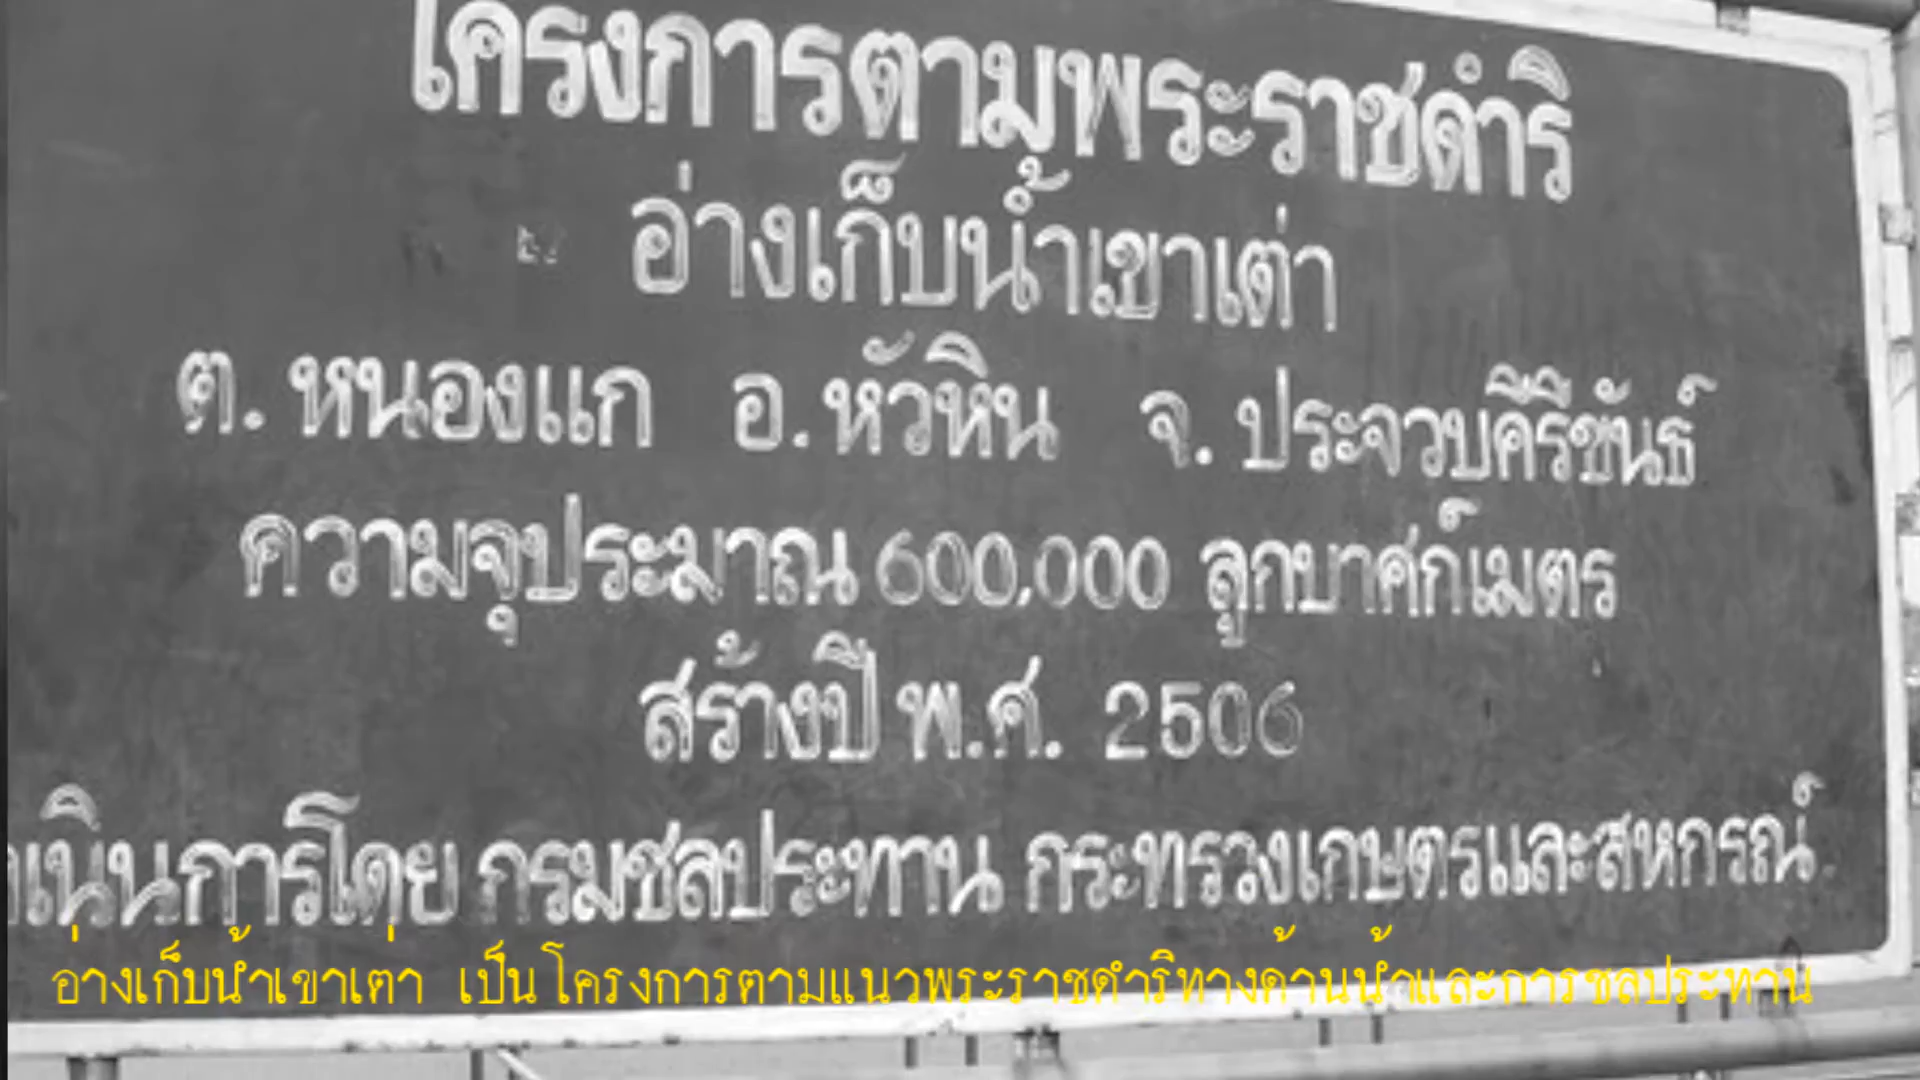 โครงการตามพระราชดำริ
อ่างเก็บน้ำเขาเต่า
ต. หนองแก อ. หัวหิน จ. ประจวบคีรีขันธ์
ความจุประมาณ 600,000 ลูกบาศก์เมตร
สร้างปี พ.ศ. 2506
เนินการโดย กรมชลประทาน กระทรวงเกษตรและสหกรณ์
อ่างเก็บน้ำเขาเต่า เป็นโครงการตามแนวพระราชดำริทางด้านน้ำและการชลประทาน